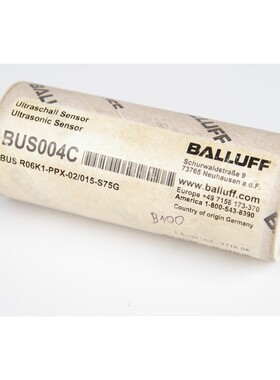 Ultraschall Sensor
Ultrasonic Sensor
BUS004C
BUS R06K1-PPX-02/015-S75G
BALLUFF
Schurwaldstraße 9
73765 Neuhausen a.d.F.
www.balluff.com
Europe +49 7158 173-370
America 1-800-543-8390
Country of origin Germany
B100